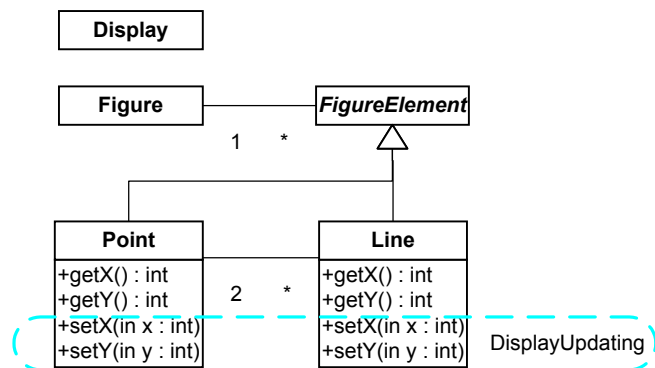 Display
Figure
FigureElement
1 *
Point
Line
+getX() : int
+getY() : int
+setX(in x : int)
+setY(in y : int)
2 *
+getX() : int
+getY() : int
+setX(in x : int)
+setY(in y : int)
DisplayUpdating